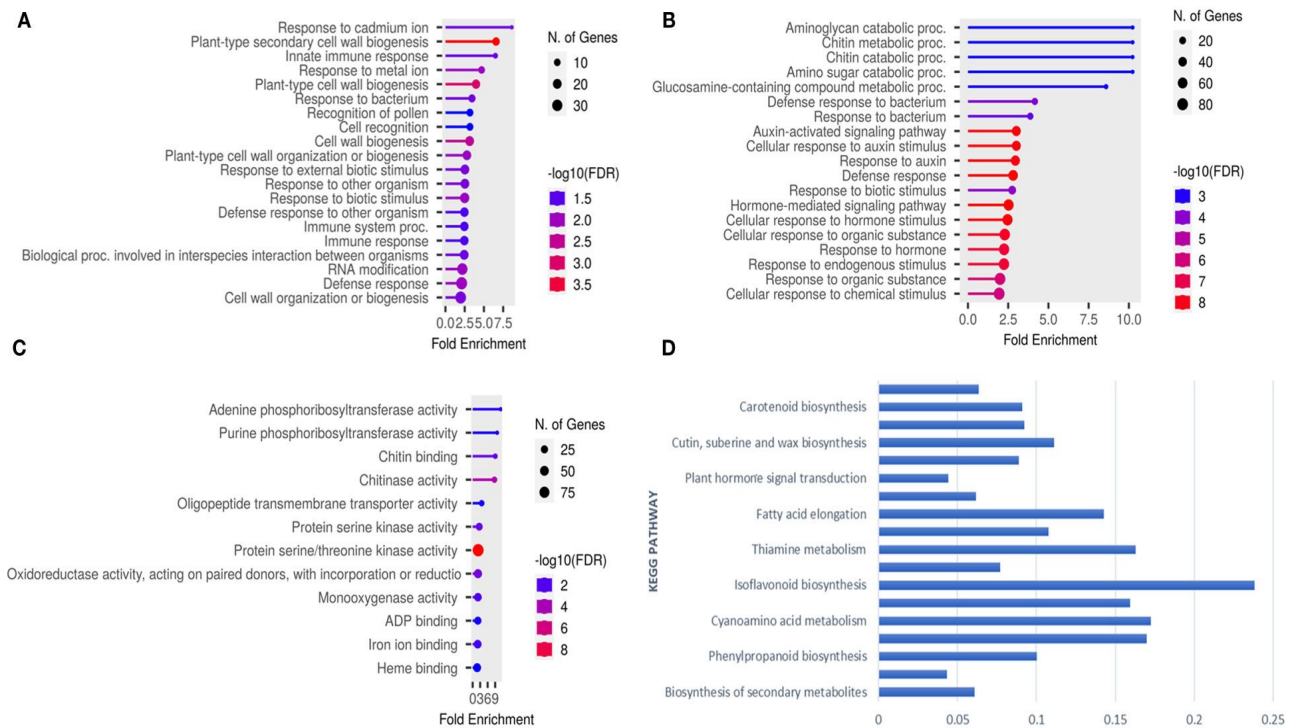 A
Response to cadmium ion
Plant-type secondary cell wall biogenesis
Innate immune response
Response to metal ion
Plant-type cell wall biogenesis
Response to bacterium
Recognition of pollen
Cell recognition
Cell wall biogenesis
Plant-type cell wall organization or biogenesis
Response to external biotic stimulus
Response to other organism
Response to biotic stimulus
Defense response to other organism
Immune system proc.
Immune response
Biological proc. involved in interspecies interaction between organisms
RNA modification
Defense response
Cell wall organization or biogenesis
0.02.55.07.5
Fold Enrichment
N. of Genes
10
20
30
-log10(FDR)
1.5
2.0
2.5
3.0
3.5
B
Aminoglycan catabolic proc.
Chitin metabolic proc.
Chitin catabolic proc.
Amino sugar catabolic proc.
Glucosamine-containing compound metabolic proc.
Defense response to bacterium
Response to bacterium
Auxin-activated signaling pathway
Cellular response to auxin stimulus
Response to auxin
Defense response
Response to biotic stimulus
Hormone-mediated signaling pathway
Cellular response to hormone stimulus
Cellular response to organic substance
Response to hormone
Response to endogenous stimulus
Response to organic substance
Cellular response to chemical stimulus
0.0 2.5 5.0 7.5 10.0
Fold Enrichment
N. of Genes
20
40
60
80
-log10(FDR)
3
4
5
6
7
8
C
Adenine phosphoribosyltransferase activity
Purine phosphoribosyltransferase activity
Chitin binding
Chitinase activity
Oligopeptide transmembrane transporter activity
Protein serine kinase activity
Protein serine/threonine kinase activity
Oxidoreductase activity, acting on paired donors, with incorporation or reductio
Monooxygenase activity
ADP binding
Iron ion binding
Heme binding
0369
Fold Enrichment
N. of Genes
25
50
75
-log10(FDR)
2
4
6
8
D
KEGG PATHWAY
Carotenoid biosynthesis
Cutin, suberine and wax biosynthesis
Plant hormone signal transduction
Fatty acid elongation
Thiamine metabolism
Isoflavonoid biosynthesis
Cyanoamino acid metabolism
Phenylpropanoid biosynthesis
Biosynthesis of secondary metabolites
0 0.05 0.1 0.15 0.2 0.25